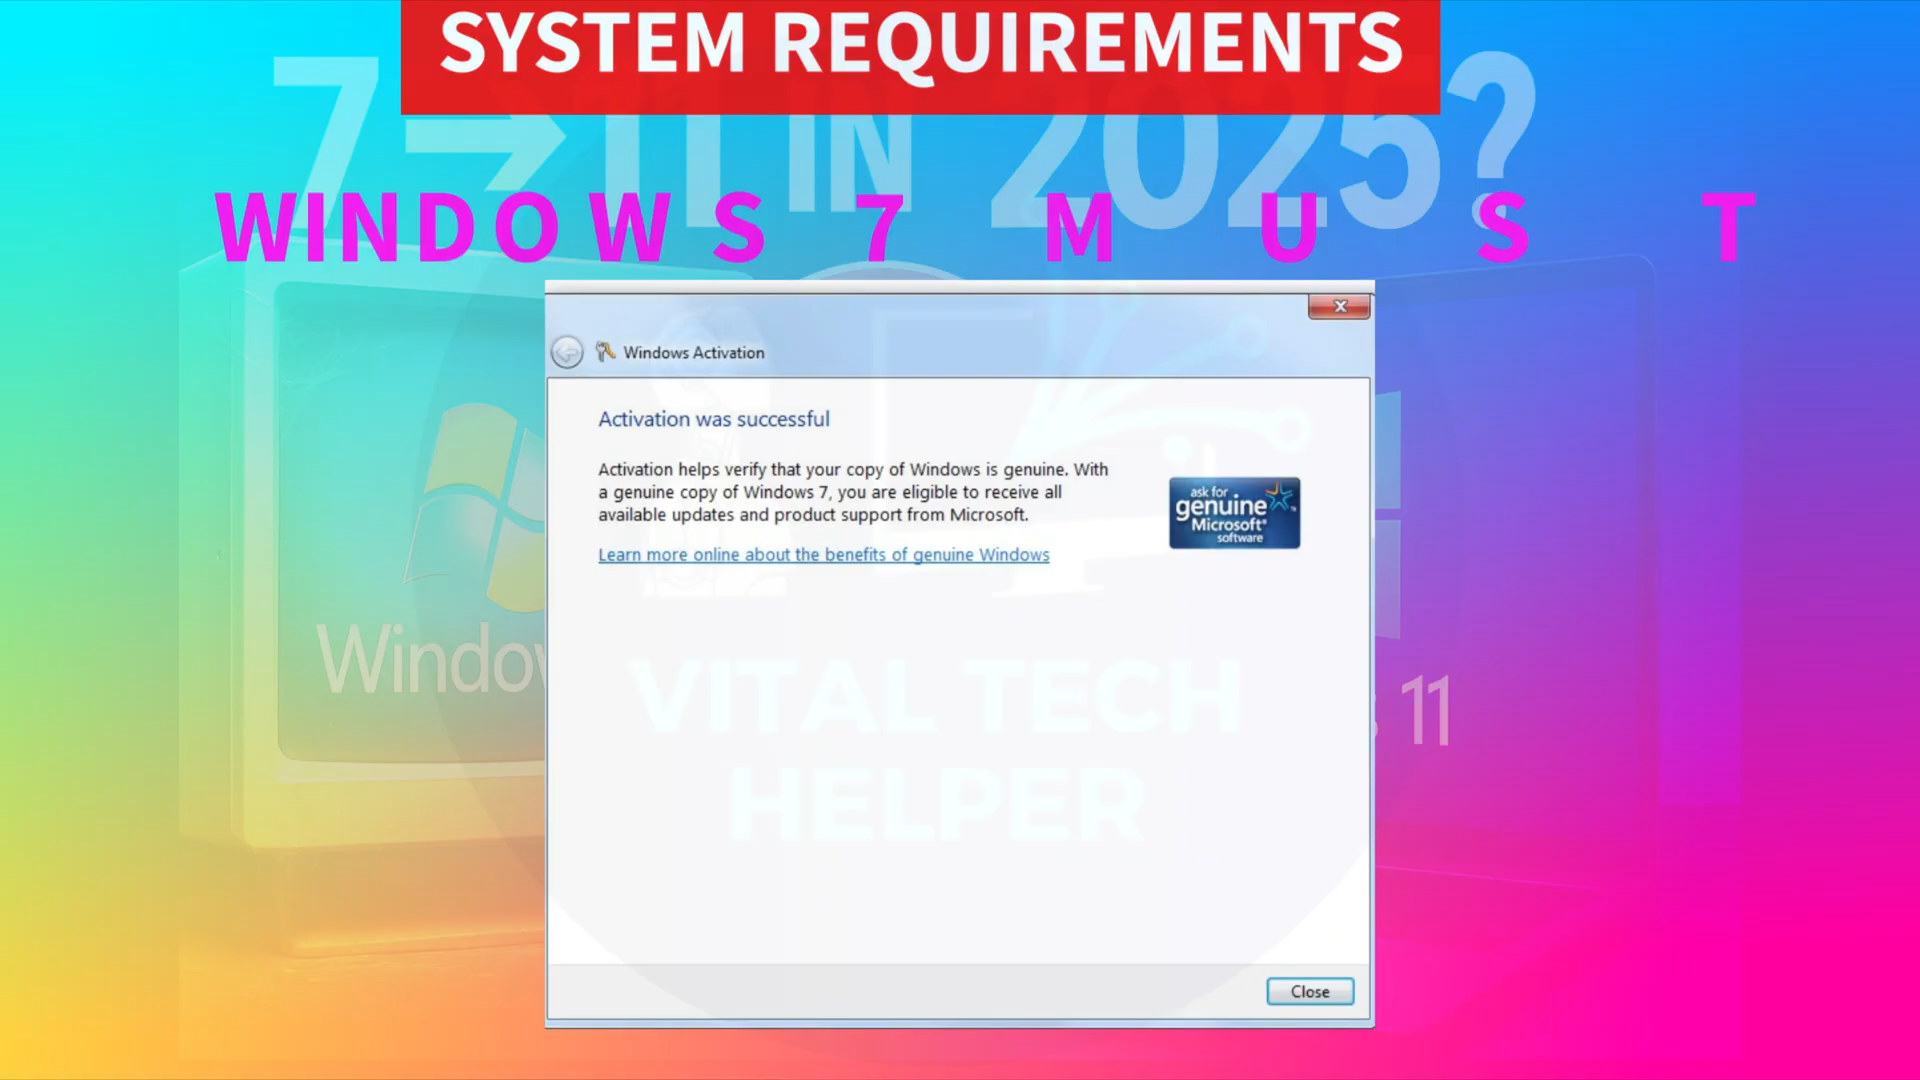 SYSTEM REQUIREMENTS
7→11 IN 2025?
WINDOWS 7 MUST
Windows Activation
Activation was successful
Activation helps verify that your copy of Windows is genuine. With
a genuine copy of Windows 7, you are eligible to receive all
available updates and product support from Microsoft.
ask for
genuine
Microsoft®
software
Learn more online about the benefits of genuine Windows
Windo
11
VITAL TECH
HELPER
Close